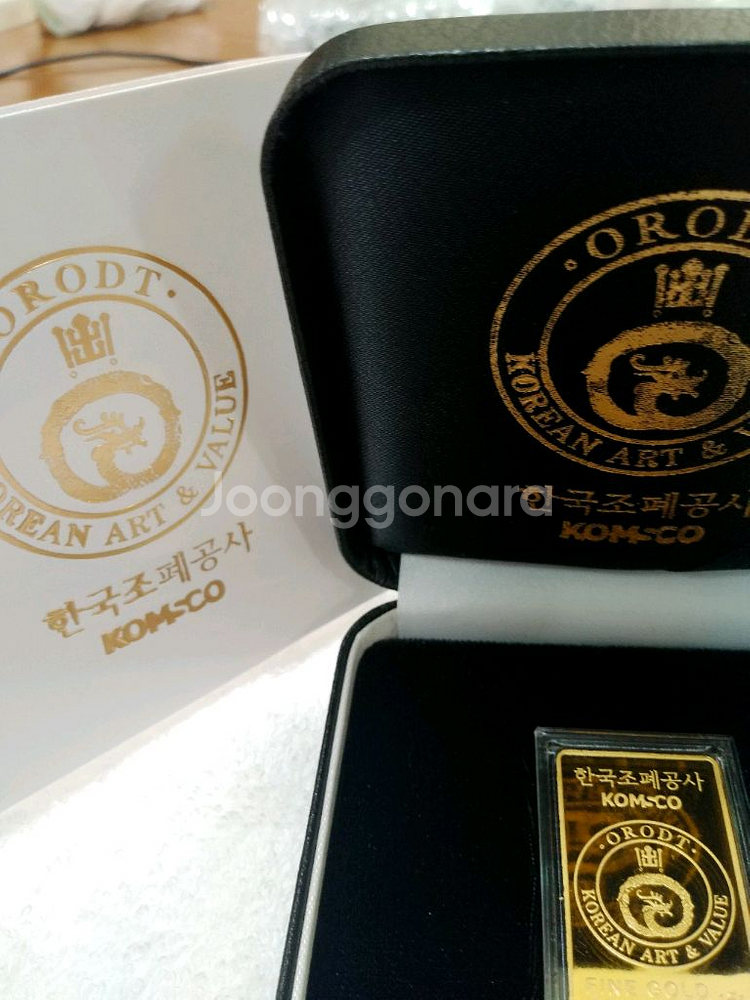 ORODT·
KOREAN ART & VALUE
한국조폐공사
KOMSCO
·ORODT
KOREAN ART &
한국조폐공사
KOMSCO
Joonggonara
한국조폐공사
KOMSCO
·ORODT·
KOREAN ART & VALUE
FINE GOLD